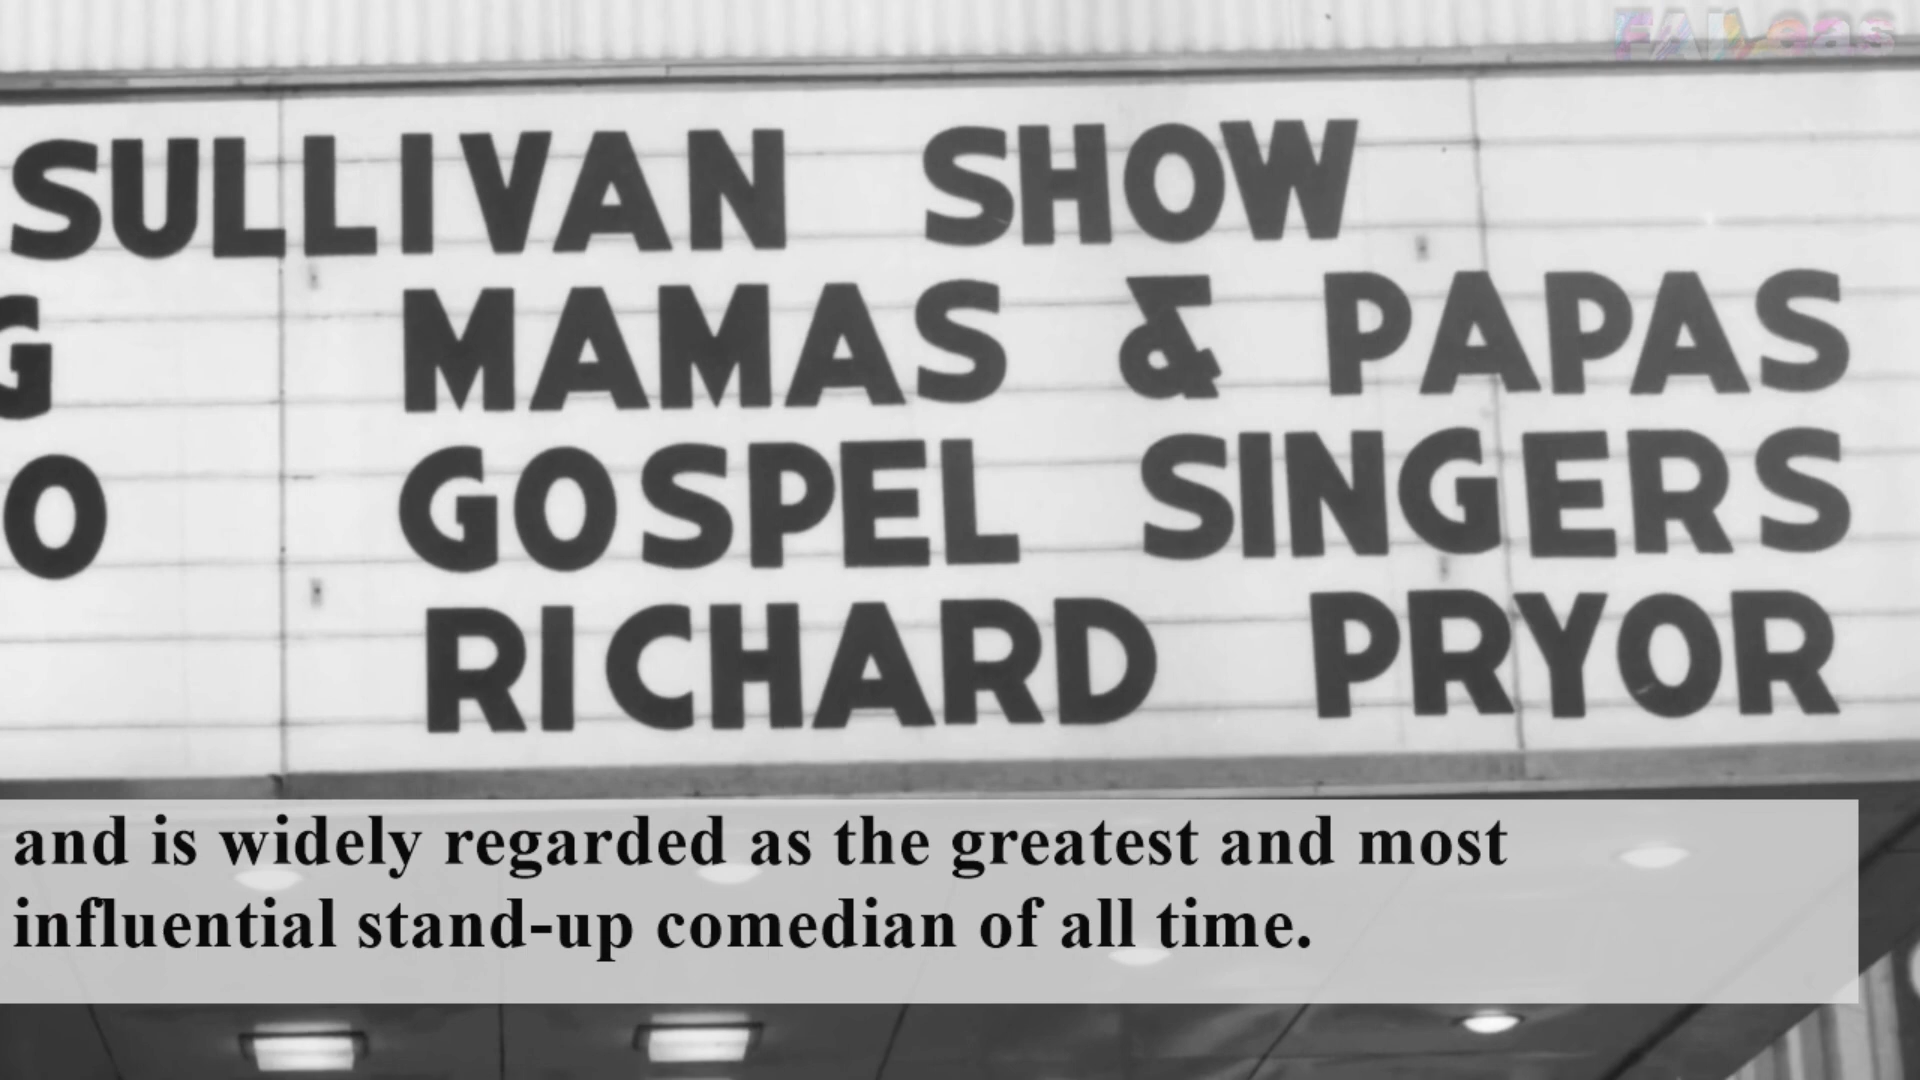 SULLIVAN SHOW
G MAMAS & PAPAS
O GOSPEL SINGERS
RICHARD PRYOR
and is widely regarded as the greatest and most
influential stand-up comedian of all time.